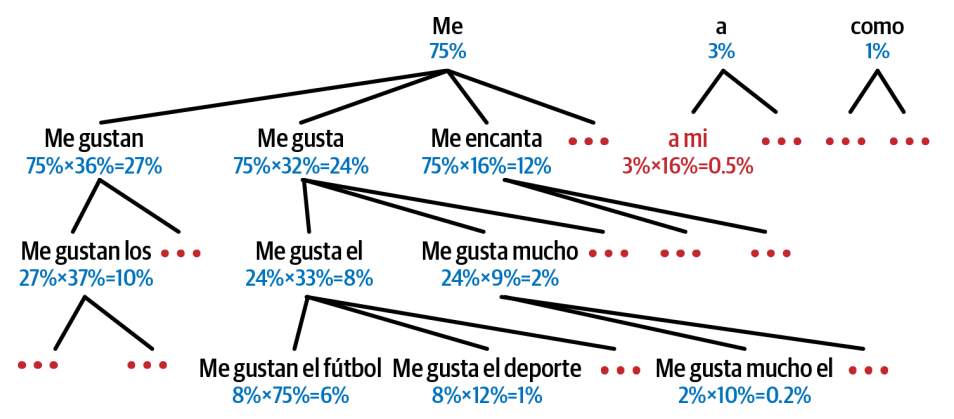 Me a como
75% 3% 1%
Me gustan Me gusta Me encanta a mi
75%×36%=27% 75%×32%=24% 75%×16%=12% 3%×16%=0.5%
Me gustan los Me gusta el Me gusta mucho
27%×37%=10% 24%×33%=8% 24%×9%=2%
Me gustan el fútbol Me gusta el deporte Me gusta mucho el
8%×75%=6% 8%×12%=1% 2%×10%=0.2%